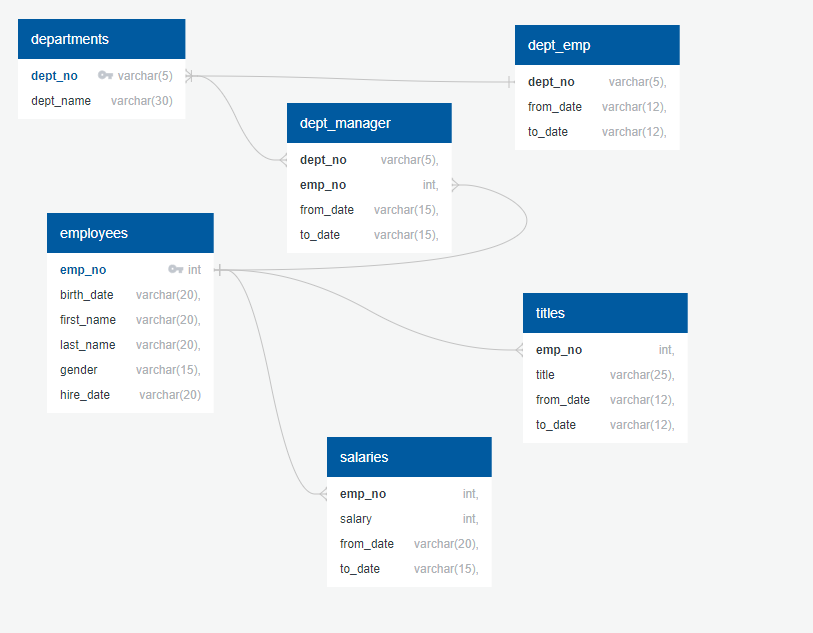 departments
dept_no varchar(5)
dept_name varchar(30)
dept_emp
dept_no varchar(5),
from_date varchar(12),
to_date varchar(12),
dept_manager
dept_no varchar(5),
emp_no int,
from_date varchar(15),
to_date varchar(15),
employees
emp_no int
birth_date varchar(20),
first_name varchar(20),
last_name varchar(20),
gender varchar(15),
hire_date varchar(20)
titles
emp_no int,
title varchar(25),
from_date varchar(12),
to_date varchar(12),
salaries
emp_no int,
salary int,
from_date varchar(20),
to_date varchar(15),